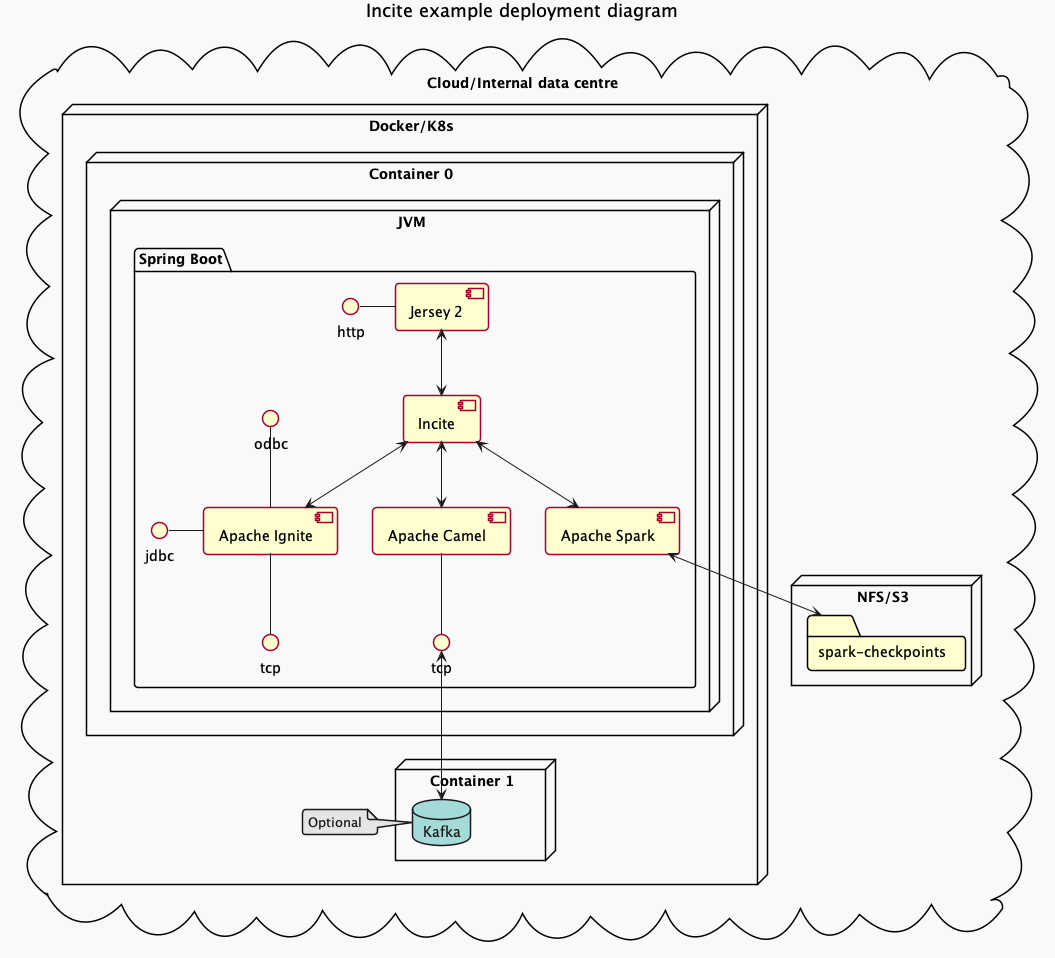 Incite example deployment diagram
Cloud/Internal data centre
Docker/K8s
Container 0
JVM
Spring Boot
Jersey 2
http
Incite
odbc
Apache Ignite
Apache Camel
Apache Spark
jdbc
NFS/S3
spark-checkpoints
tcp
tcp
Container 1
Optional
Kafka